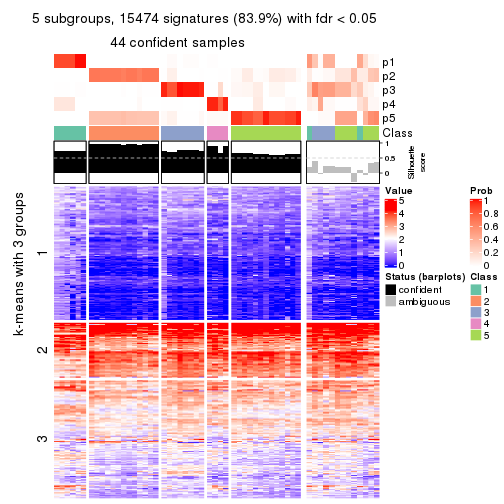 5 subgroups, 15474 signatures (83.9%) with fdr < 0.05
44 confident samples
p1
p2
p3
p4
p5
Class
1
0.5
0
Silhouette
score
k-means with 3 groups
1
2
3
Value
5
4
3
2
1
0
Status (barplots)
confident
ambiguous
Prob
1
0.8
0.6
0.4
0.2
0
Class
1
2
3
4
5